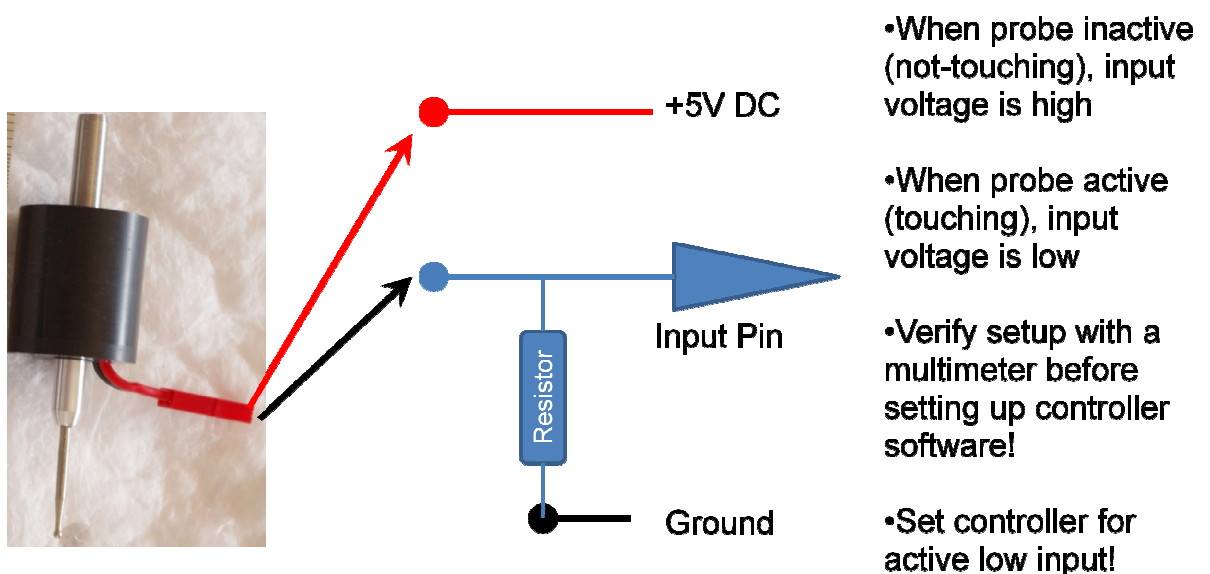 +5V DC
Input Pin
Resistor
Ground
•When probe inactive
(not-touching), input
voltage is high
•When probe active
(touching), input
voltage is low
•Verify setup with a
multimeter before
setting up controller
software!
•Set controller for
active low input!